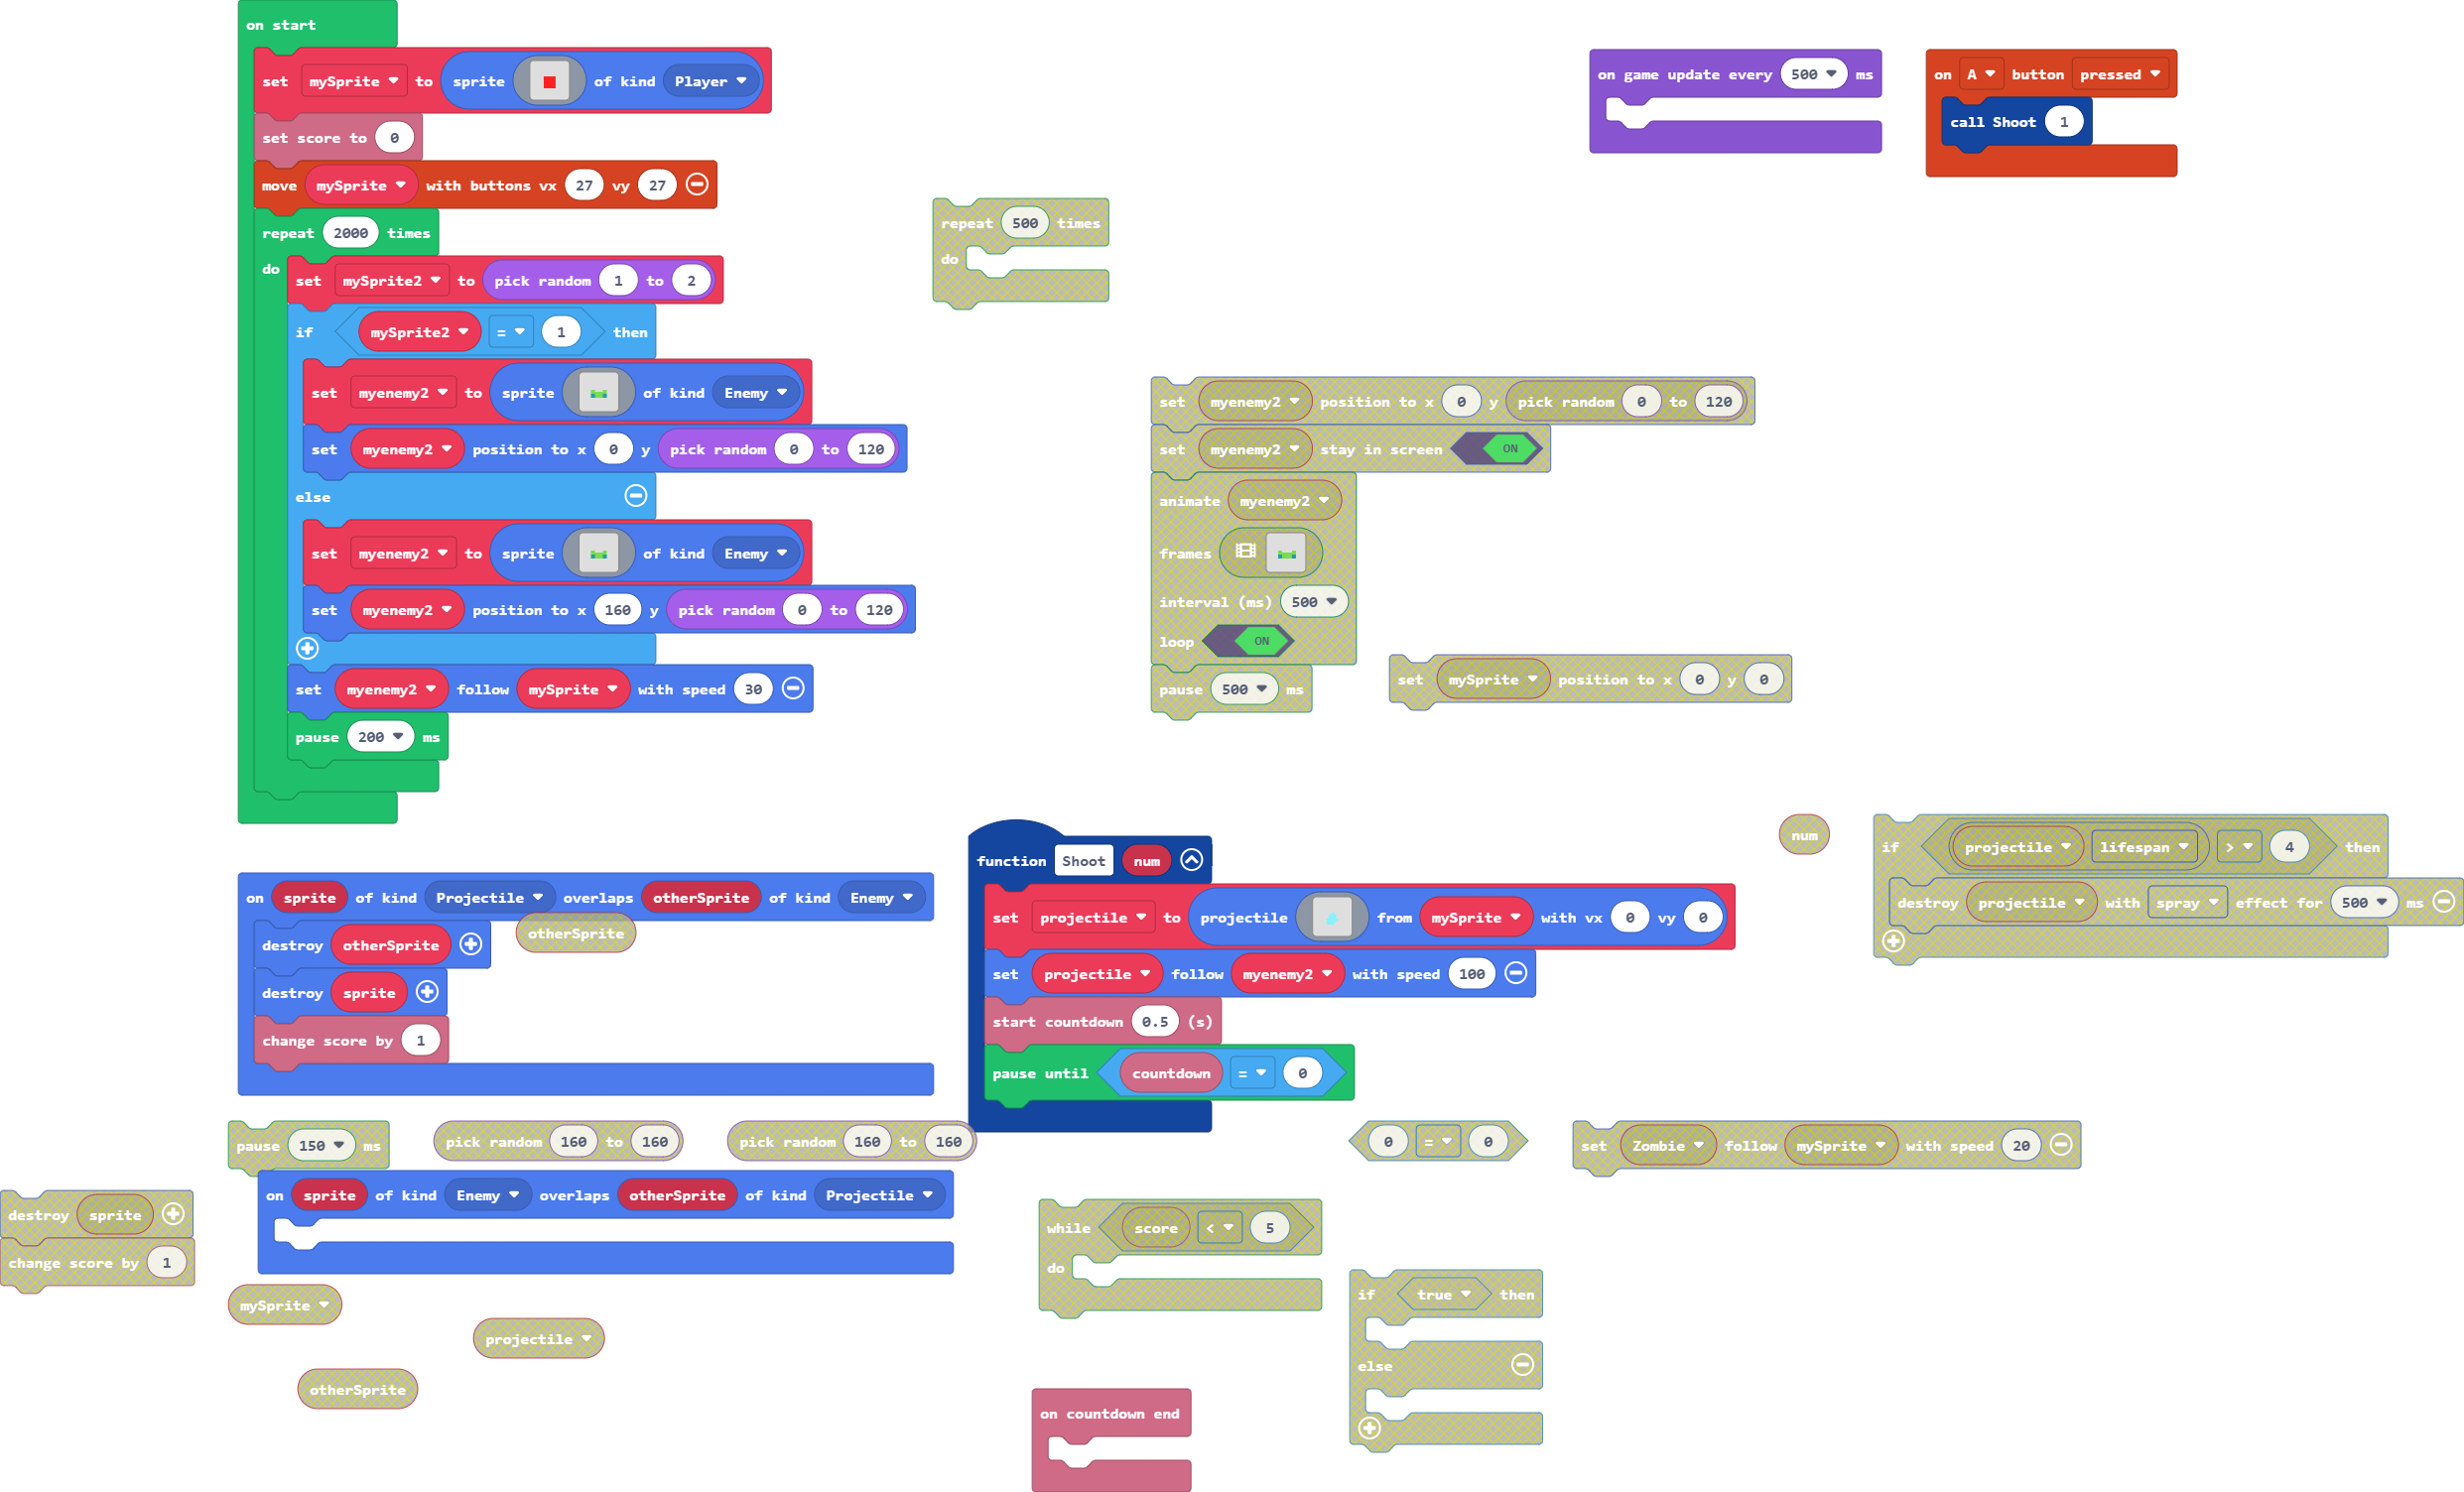 on start
set mySprite to sprite of kind Player
set score to 0
move mySprite with buttons vx 27 vy 27
repeat 2000 times
do
set mySprite2 to pick random 1 to 2
if mySprite2 = 1 then
set myenemy2 to sprite of kind Enemy
set myenemy2 position to x 0 y pick random 0 to 120
else
set myenemy2 to sprite of kind Enemy
set myenemy2 position to x 160 y pick random 0 to 120
set myenemy2 follow mySprite with speed 30
pause 200 ms
repeat 500 times
do
on game update every 500 ms
on A button pressed
call Shoot 1
set myenemy2 position to x 0 y pick random 0 to 120
set myenemy2 stay in screen ON
animate myenemy2
frames
interval (ms) 500
loop ON
pause 500 ms
set mySprite position to x 0 y 0
on sprite of kind Projectile overlaps otherSprite of kind Enemy
destroy otherSprite
destroy sprite
change score by 1
otherSprite
function Shoot num
set projectile to projectile from mySprite with vx 0 vy 0
set projectile follow myenemy2 with speed 100
start countdown 0.5 (s)
pause until countdown = 0
num
if projectile lifespan > 4 then
destroy projectile with spray effect for 500 ms
pause 150 ms
pick random 160 to 160
pick random 160 to 160
0 = 0
set Zombie follow mySprite with speed 20
destroy sprite
change score by 1
on sprite of kind Enemy overlaps otherSprite of kind Projectile
mySprite
projectile
otherSprite
while score < 5
do
if true then
else
on countdown end